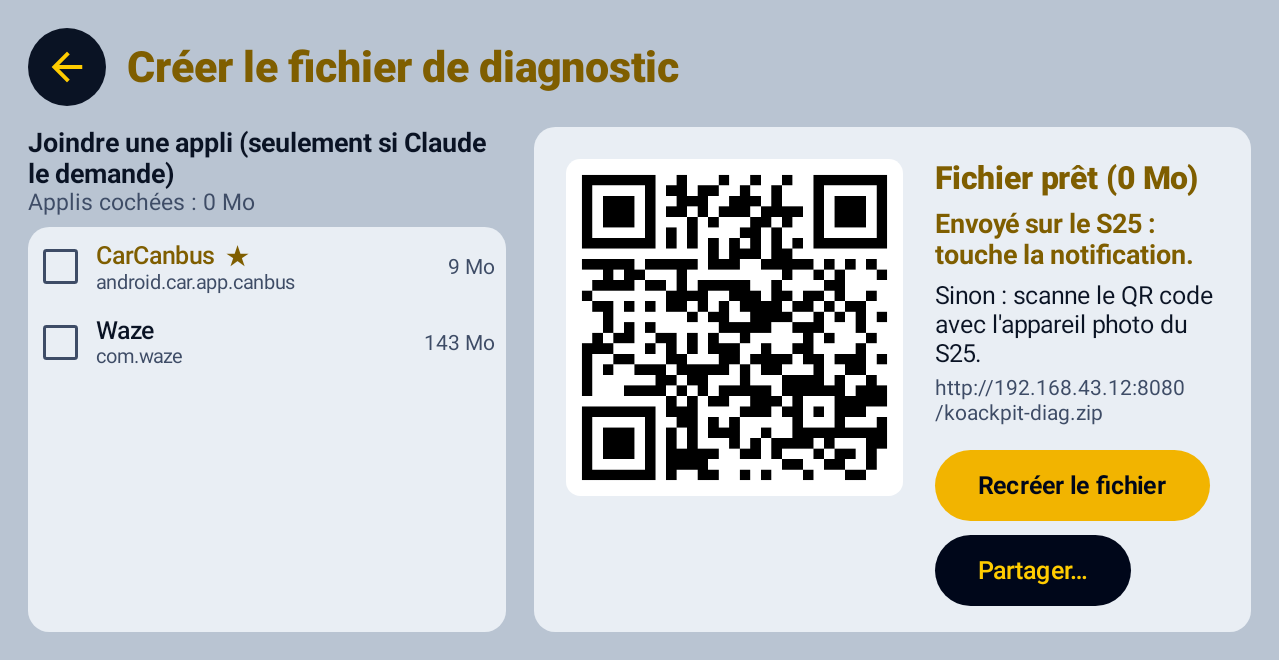 Créer le fichier de diagnostic
Joindre une appli (seulement si Claude
le demande)
Applis cochées : 0 Mo
CarCanbus ★
android.car.app.canbus
9 Mo
Waze
com.waze
143 Mo
Fichier prêt (0 Mo)
Envoyé sur le S25 :
touche la notification.
Sinon : scanne le QR code
avec l'appareil photo du
S25.
http://192.168.43.12:8080
/koackpit-diag.zip
Recréer le fichier
Partager…